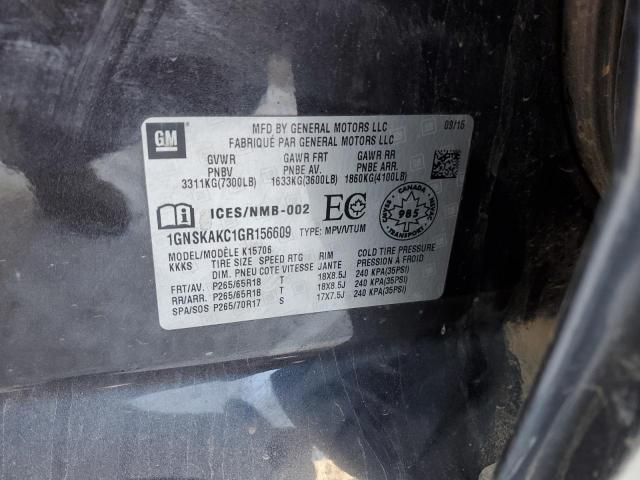 GM
MFD BY GENERAL MOTORS LLC 09/15
FABRIQUÉ PAR GENERAL MOTORS LLC
GVWR GAWR FRT GAWR RR
PNBV PNBE AV. PNBE ARR.
3311KG(7300LB) 1633KG(3600LB) 1860KG(4100LB)
ICES/NMB-002 EC
CANADA
985
CMVSS NSVAC
1GNSKAKC1GR156609 TYPE: MPV/VTUM
MODEL/MODÈLE K15706
KKKS TIRE SIZE SPEED RTG RIM COLD TIRE PRESSURE
DIM. PNEU COTE VITESSE JANTE PRESSION À FROID
FRT/AV. P265/65R18 T 18X8.5J 240 KPA(35PSI)
RR/ARR. P265/65R18 T 18X8.5J 240 KPA(35PSI)
SPA/SOS P265/70R17 S 17X7.5J 240 KPA(35PSI)